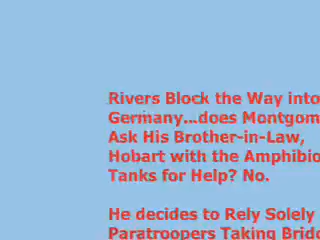 Rivers Block the Way into
Germany...does Montgom
Ask His Brother-in-Law,
Hobart with the Amphibio
Tanks for Help? No.
He decides to Rely Solely
Paratroopers Taking Bridg